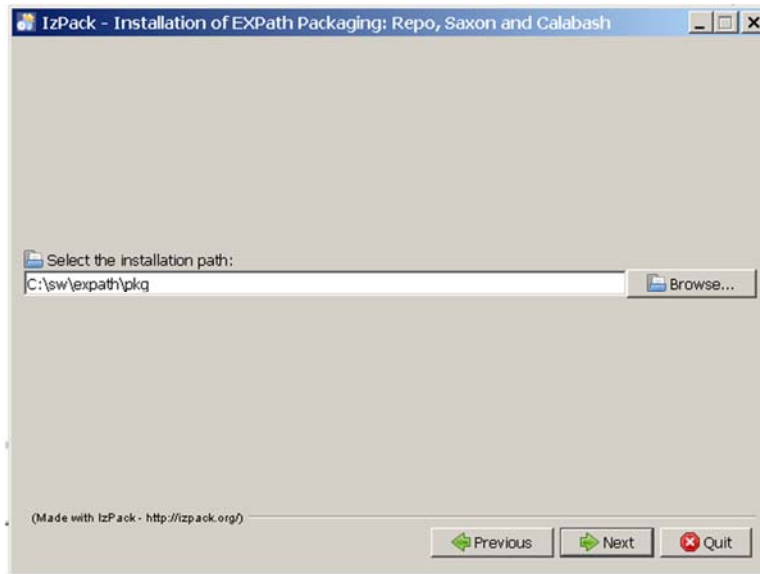 IzPack - Installation of EXPath Packaging: Repo, Saxon and Calabash
Select the installation path:
C:\sw\expath\pkg
Browse...
(Made with IzPack - http://izpack.org/)
Previous
Next
Quit